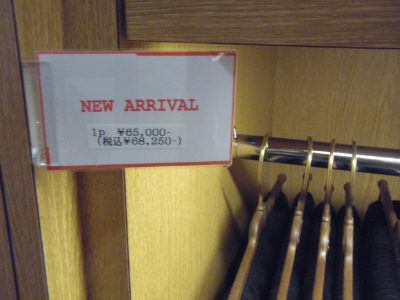 NEW ARRIVAL
1p ¥65,000-
(税込¥68,250-)